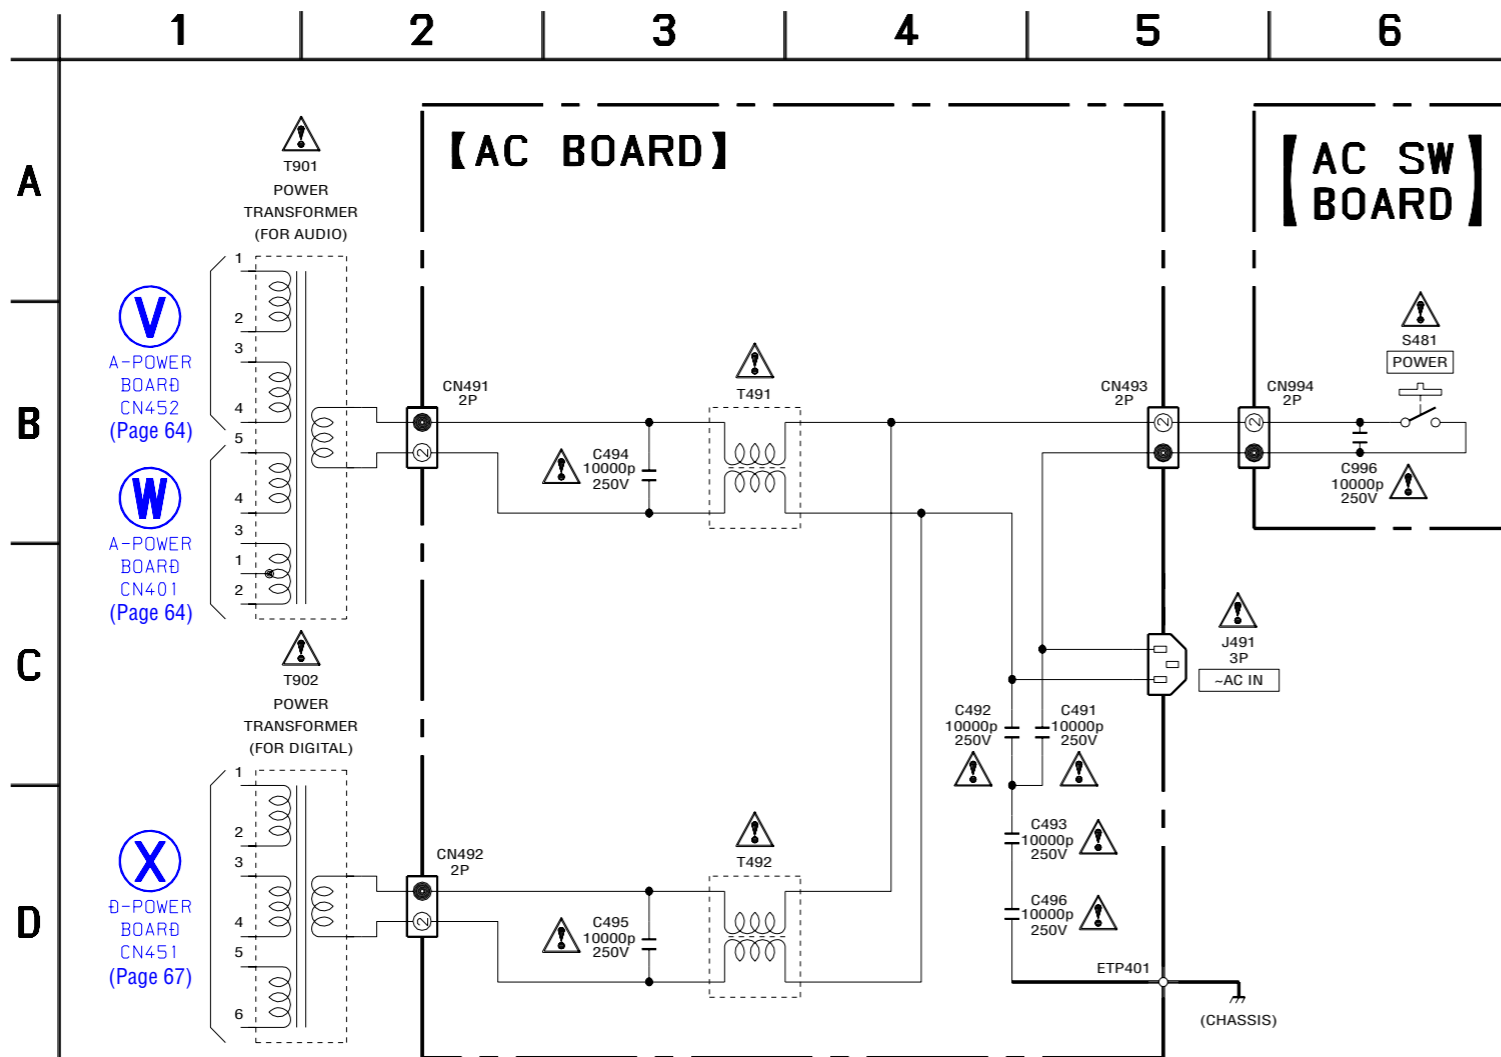 1 2 3 4 5 6
A
B
C
D
【AC BOARD】
【AC SW
BOARD】
T901
POWER
TRANSFORMER
(FOR AUDIO)
1
2
3
4
5
4
3
1
2
V
A-POWER
BOARD
CN452
(Page 64)
W
A-POWER
BOARD
CN401
(Page 64)
CN491
2P
2
C494
10000p
250V
T491
CN493
2P
2
CN994
2P
2
S481
POWER
C996
10000p
250V
J491
3P
~AC IN
T902
POWER
TRANSFORMER
(FOR DIGITAL)
1
2
3
4
5
6
X
D-POWER
BOARD
CN451
(Page 67)
CN492
2P
2
C495
10000p
250V
T492
C492
10000p
250V
C491
10000p
250V
C493
10000p
250V
C496
10000p
250V
ETP401
(CHASSIS)